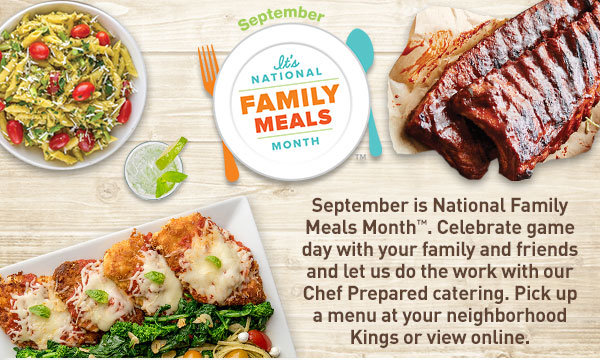 September
It's
NATIONAL
FAMILY
MEALS
MONTH
TM
September is National Family
Meals Month™. Celebrate game
day with your family and friends
and let us do the work with our
Chef Prepared catering. Pick up
a menu at your neighborhood
Kings or view online.